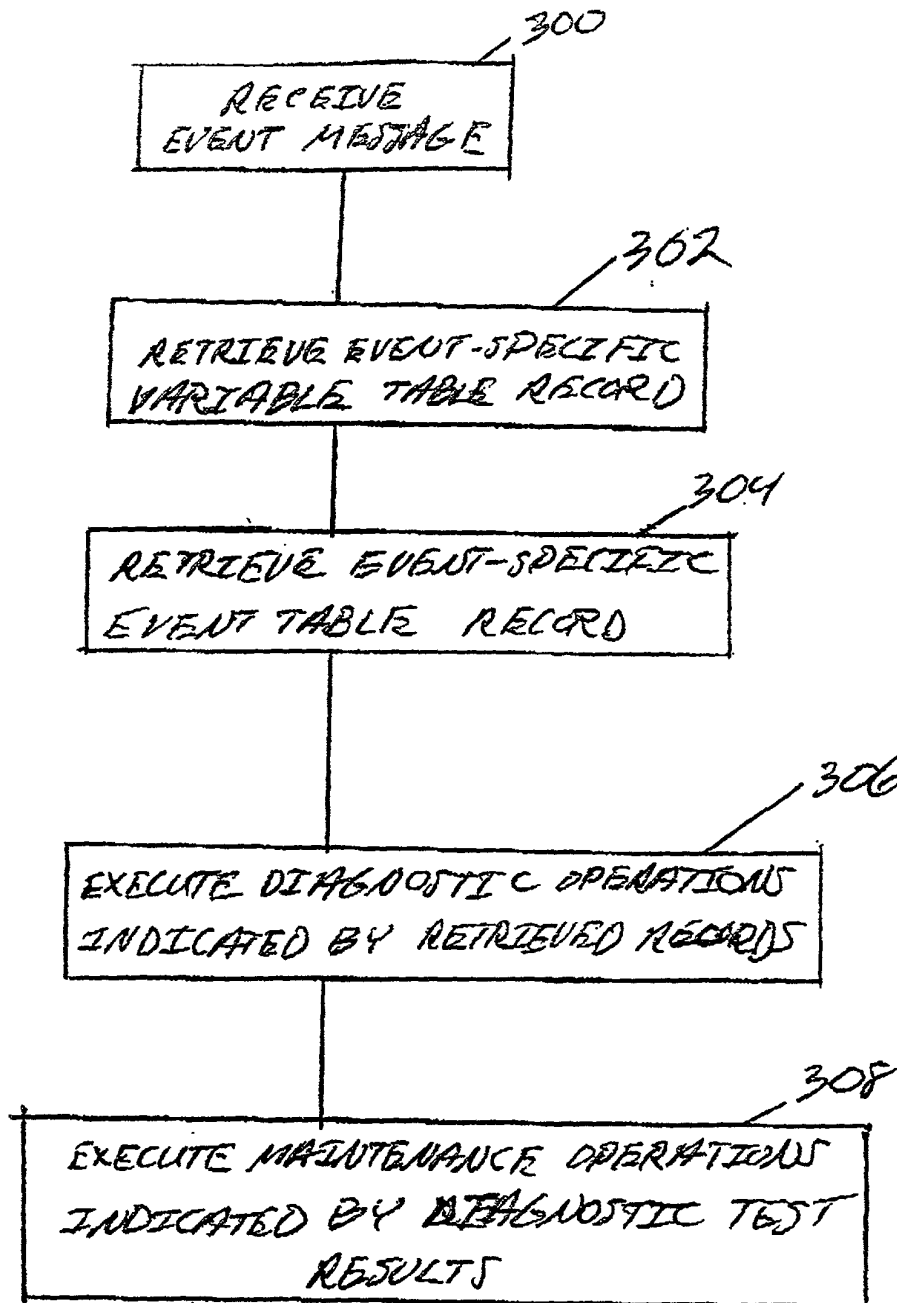 300
RECEIVE
EVENT MESSAGE
302
RETRIEVE EVENT-SPECIFIC
VARIABLE TABLE RECORD
304
RETRIEVE EVENT-SPECIFIC
EVENT TABLE RECORD
306
EXECUTE DIAGNOSTIC OPERATIONS
INDICATED BY RETRIEVED RECORDS
308
EXECUTE MAINTENANCE OPERATIONS
INDICATED BY DIAGNOSTIC TEST
RESULTS